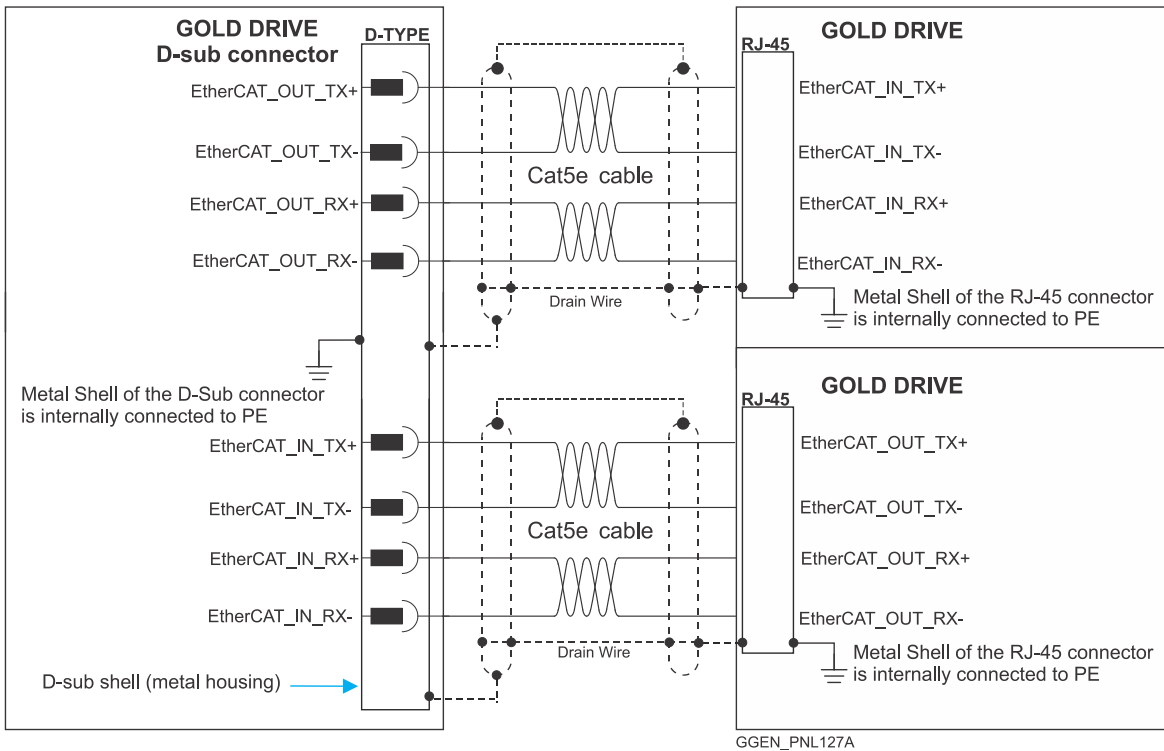 GOLD DRIVE
D-sub connector
D-TYPE
EtherCAT_OUT_TX+
EtherCAT_OUT_TX-
EtherCAT_OUT_RX+
EtherCAT_OUT_RX-
Cat5e cable
Drain Wire
GOLD DRIVE
RJ-45
EtherCAT_IN_TX+
EtherCAT_IN_TX-
EtherCAT_IN_RX+
EtherCAT_IN_RX-
Metal Shell of the RJ-45 connector
is internally connected to PE
Metal Shell of the D-Sub connector
is internally connected to PE
EtherCAT_IN_TX+
EtherCAT_IN_TX-
EtherCAT_IN_RX+
EtherCAT_IN_RX-
D-sub shell (metal housing)
Cat5e cable
Drain Wire
GOLD DRIVE
RJ-45
EtherCAT_OUT_TX+
EtherCAT_OUT_TX-
EtherCAT_OUT_RX+
EtherCAT_OUT_RX-
Metal Shell of the RJ-45 connector
is internally connected to PE
GGEN_PNL127A